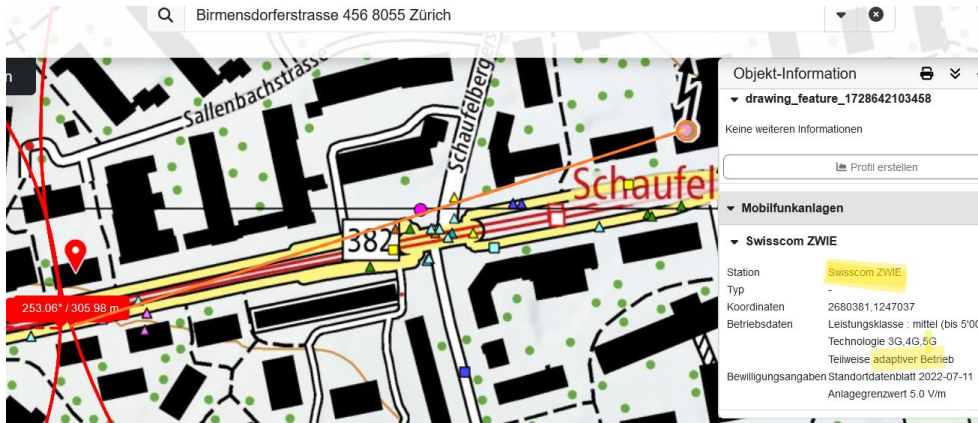 Birmensdorferstrasse 456 8055 Zürich
n
Sallenbachstrasse
Schaufelbergers
Schaufel
382
253.06° / 305.98 m
Objekt-Information
drawing_feature_1728642103458
Keine weiteren Informationen
Profil erstellen
Mobilfunkanlagen
Swisscom ZWIE
Station Swisscom ZWIE
Typ -
Koordinaten 2680381,1247037
Betriebsdaten Leistungsklasse : mittel (bis 5'00
Technologie 3G,4G,5G
Teilweise adaptiver Betrieb
Bewilligungsangaben Standortdatenblatt 2022-07-11
Anlagegrenzwert 5.0 V/m